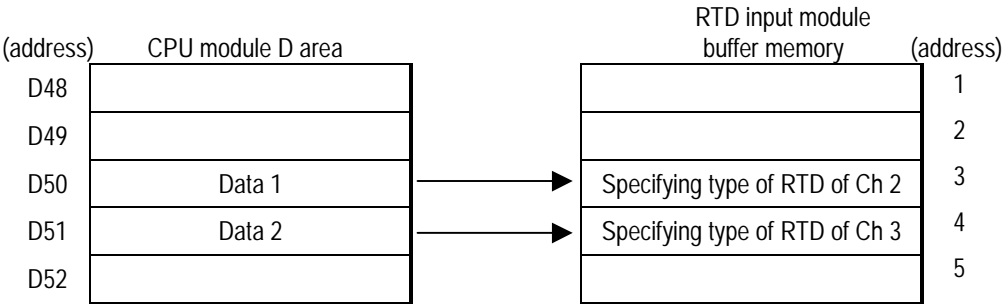 RTD input module
buffer memory
(address) CPU module D area (address)
D48 1
D49 2
D50 Data 1 Specifying type of RTD of Ch 2 3
D51 Data 2 Specifying type of RTD of Ch 3 4
D52 5